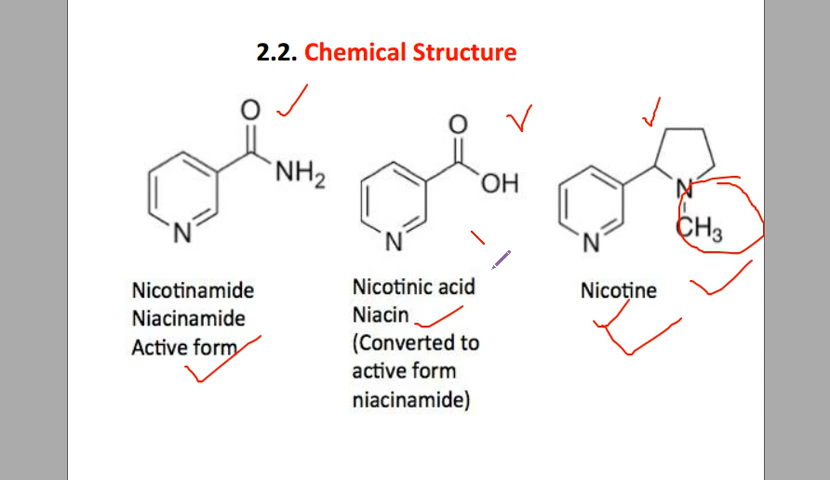 2.2. Chemical Structure
O
NH2
N
O
OH
N
N
CH3
N
Nicotinamide
Niacinamide
Active form
Nicotinic acid
Niacin
(Converted to
active form
niacinamide)
Nicotine